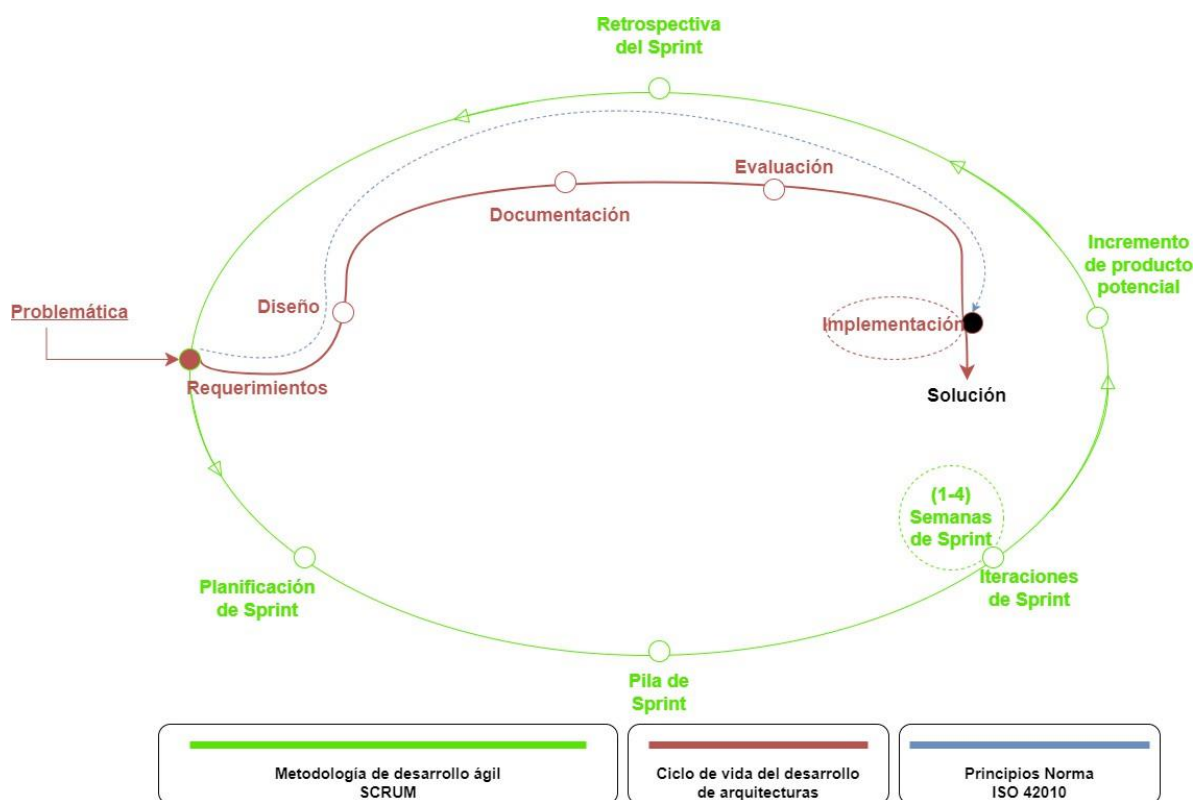 Retrospectiva
del Sprint
Evaluación
Documentación
Incremento
de producto
potencial
Diseño
Problemática
Implementación
Requerimientos
Solución
(1-4)
Semanas
de Sprint
Planificación
de Sprint
Iteraciones
de Sprint
Pila de
Sprint
Metodología de desarrollo ágil
SCRUM
Ciclo de vida del desarrollo
de arquitecturas
Principios Norma
ISO 42010